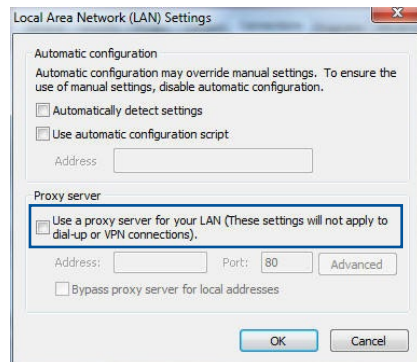 Local Area Network (LAN) Settings
Automatic configuration
Automatic configuration may override manual settings. To ensure the
use of manual settings, disable automatic configuration.
Automatically detect settings
Use automatic configuration script
Address
Proxy server
Use a proxy server for your LAN (These settings will not apply to
dial-up or VPN connections).
Address:
Port: 80 Advanced
Bypass proxy server for local addresses
OK Cancel